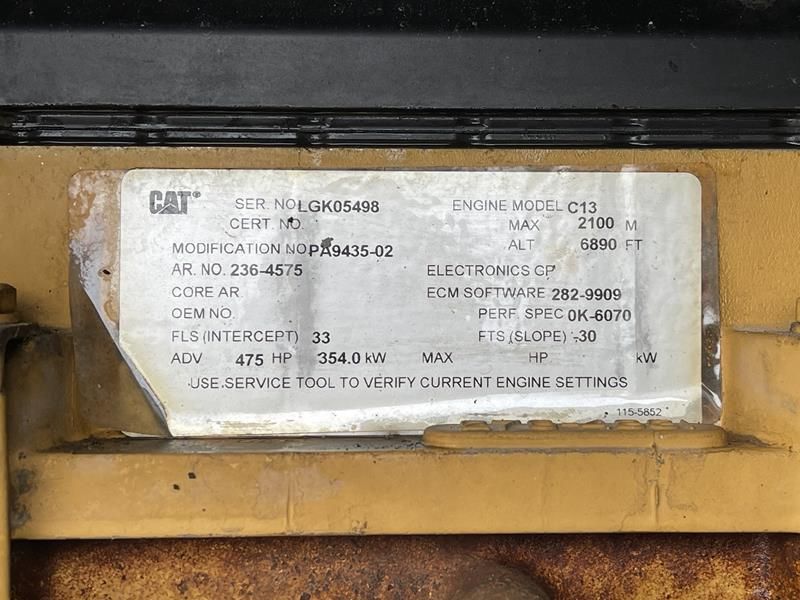 CAT® SER. NO LGK05498 ENGINE MODEL C13
CERT. NO. MAX 2100 M
MODIFICATION NO PA9435-02 ALT 6890 FT
AR. NO. 236-4575 ELECTRONICS GP
CORE AR. ECM SOFTWARE 282-9909
OEM NO. PERF. SPEC 0K-6070
FLS (INTERCEPT) 33 FTS (SLOPE) -30
ADV 475 HP 354.0 kW MAX HP kW
USE SERVICE TOOL TO VERIFY CURRENT ENGINE SETTINGS
115-5852